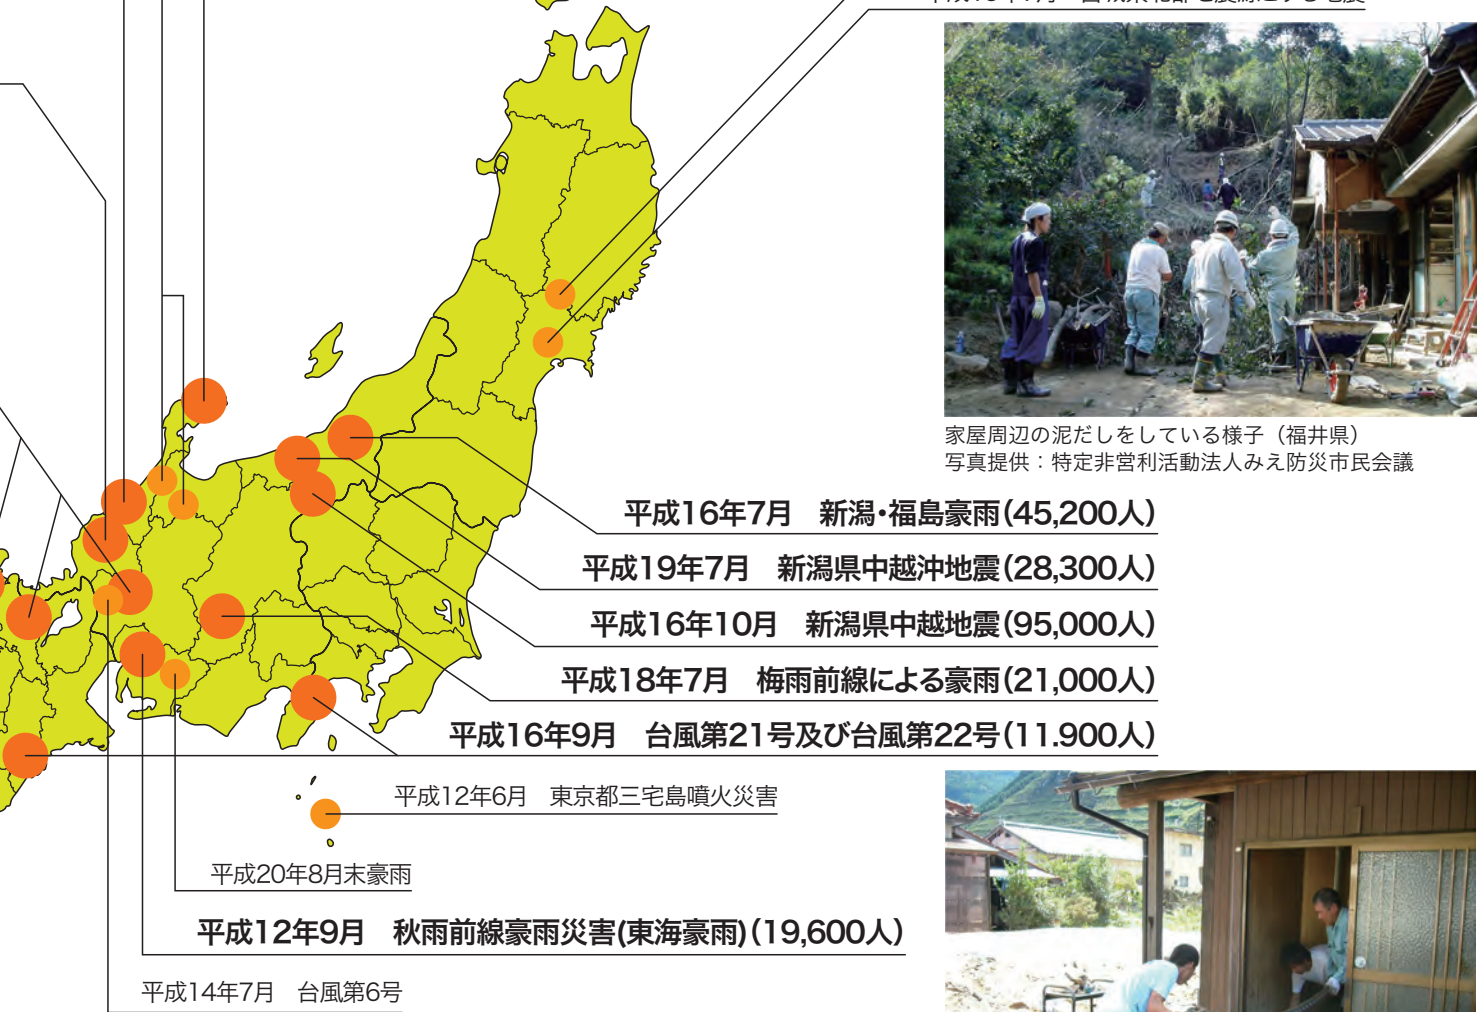 家屋周辺の泥だしをしている様子（福井県）
写真提供：特定非営利活動法人みえ防災市民会議
平成16年7月　新潟・福島豪雨（45,200人）
平成19年7月　新潟県中越沖地震（28,300人）
平成16年10月　新潟県中越地震（95,000人）
平成18年7月　梅雨前線による豪雨（21,000人）
平成16年9月　台風第21号及び台風第22号（11.900人）
平成12年6月　東京都三宅島噴火災害
平成20年8月末豪雨
平成12年9月　秋雨前線豪雨災害(東海豪雨)（19,600人）
平成14年7月　台風第6号